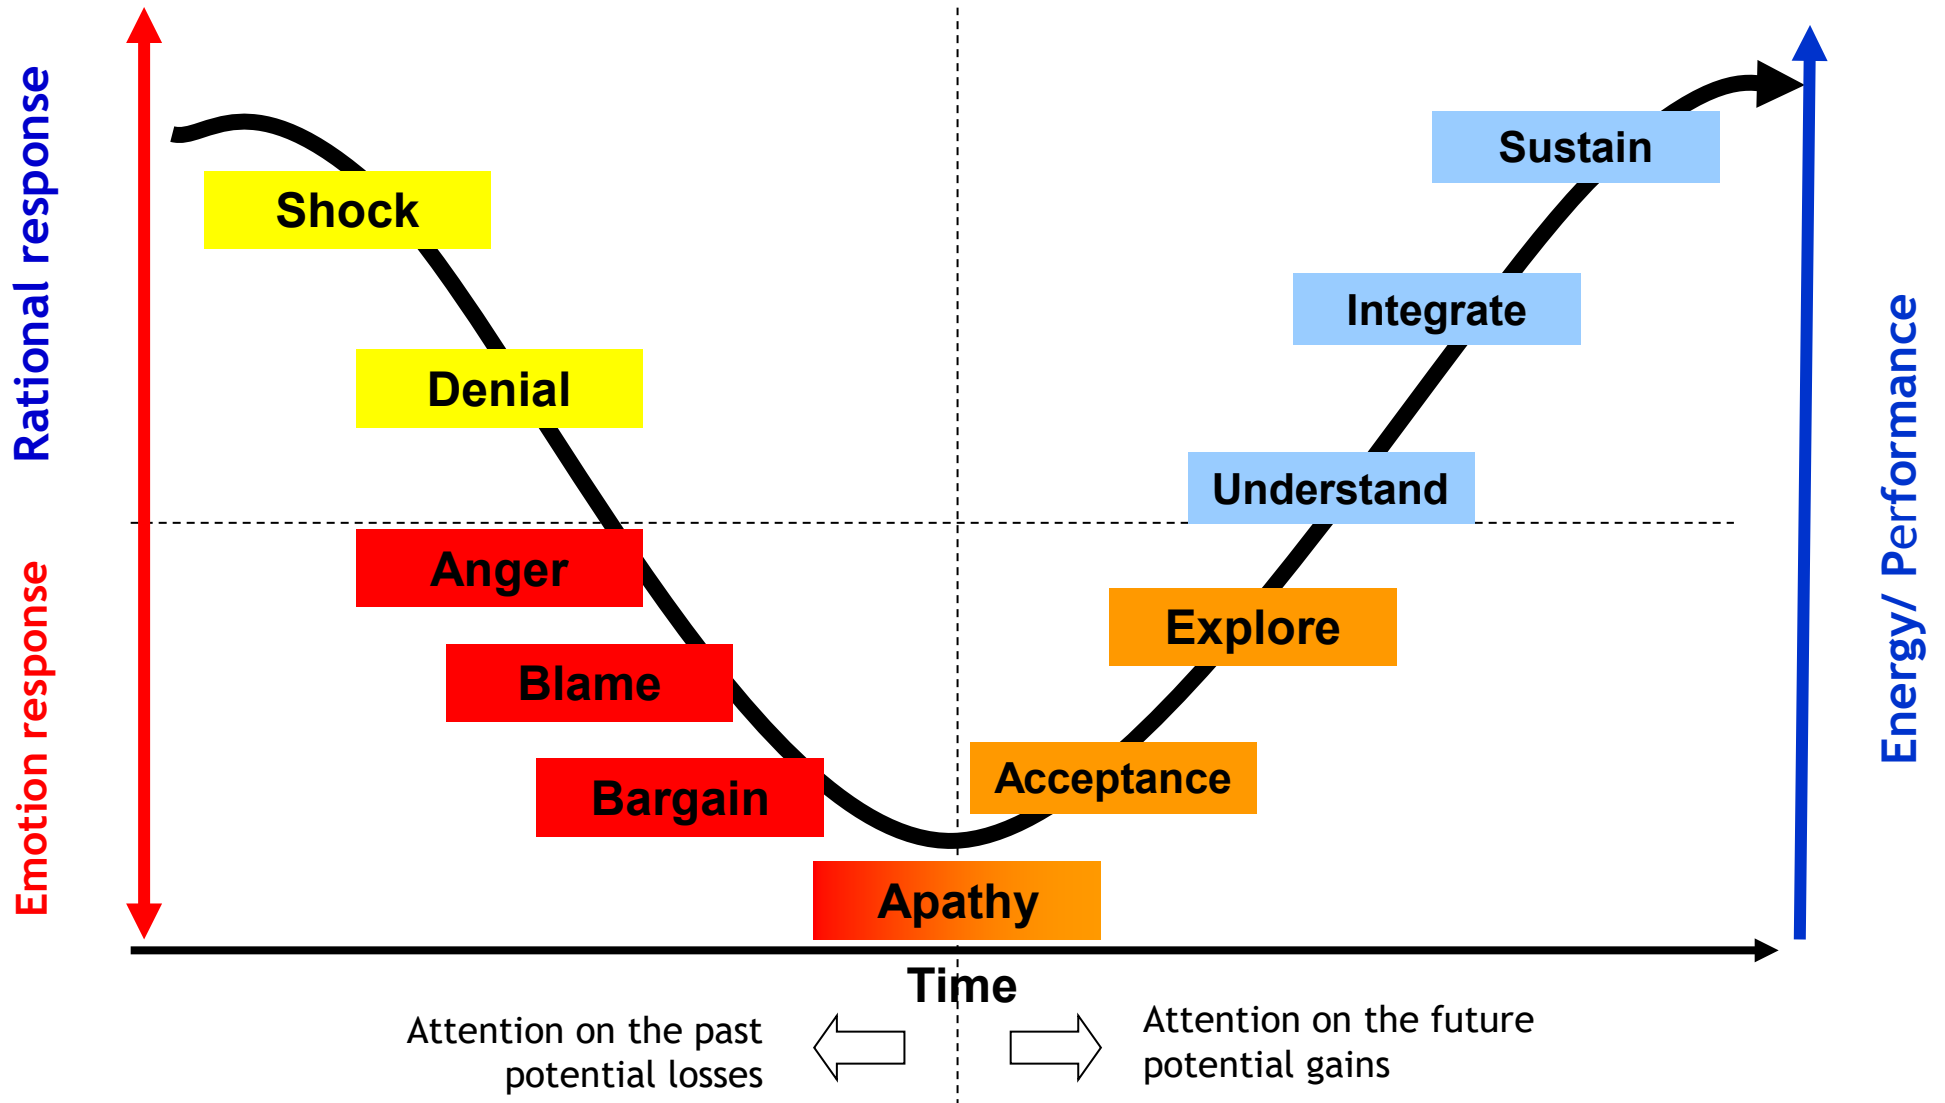 Rational response
Emotion response
Shock
Denial
Anger
Blame
Bargain
Apathy
Acceptance
Explore
Understand
Integrate
Sustain
Energy/ Performance
Time
Attention on the past
potential losses
Attention on the future
potential gains